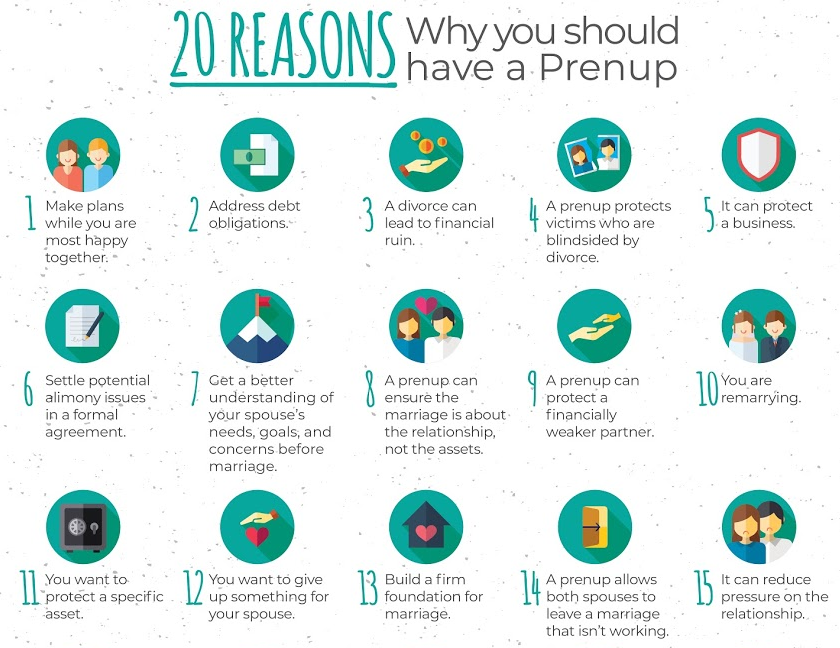 20 REASONS
Why you should
have a Prenup
1
Make plans
while you are
most happy
together.
2
Address debt
obligations.
3
A divorce can
lead to financial
ruin.
4
A prenup protects
victims who are
blindsided by
divorce.
5
It can protect
a business.
6
Settle potential
alimony issues
in a formal
agreement.
7
Get a better
understanding of
your spouse's
needs, goals, and
concerns before
marriage.
8
A prenup can
ensure the
marriage is about
the relationship,
not the assets.
9
A prenup can
protect a
financially
weaker partner.
10
You are
remarrying.
11
You want to
protect a specific
asset.
12
You want to give
up something for
your spouse.
13
Build a firm
foundation for
marriage.
14
A prenup allows
both spouses to
leave a marriage
that isn't working.
15
It can reduce
pressure on the
relationship.